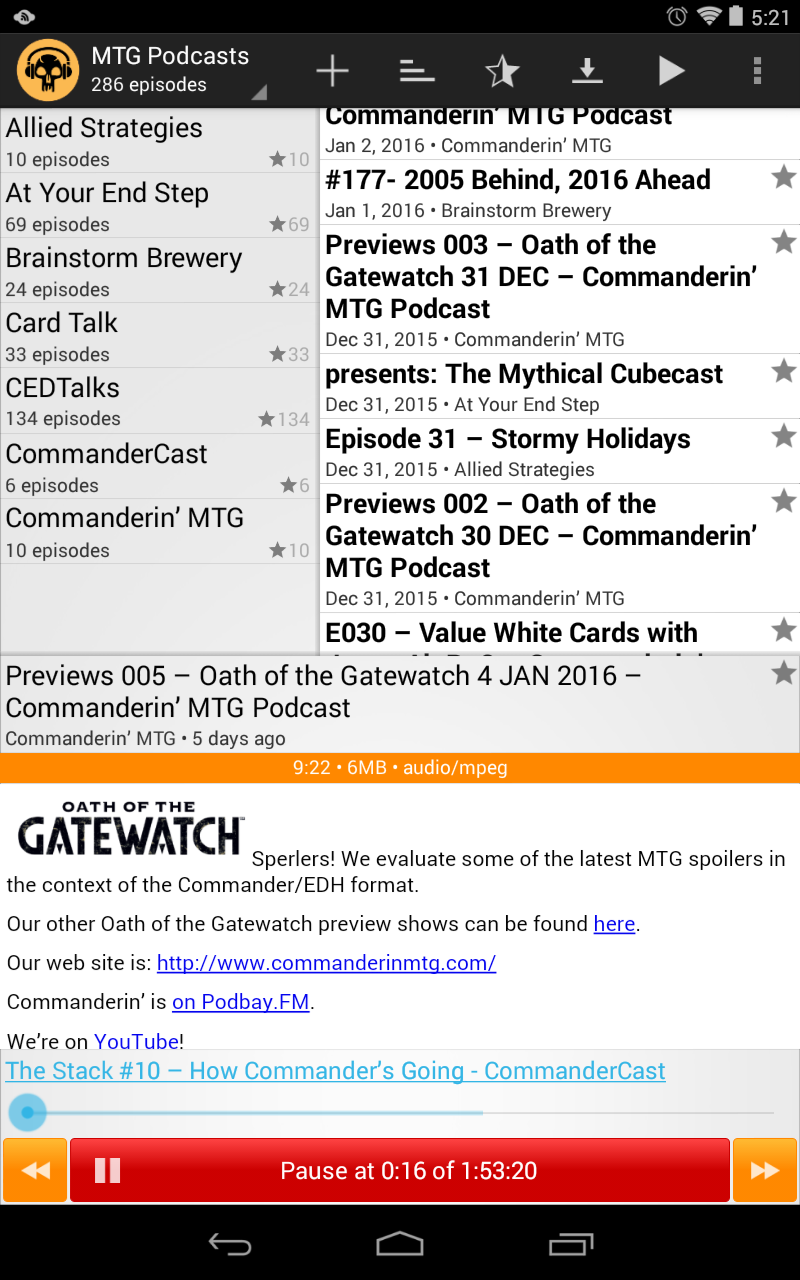 5:21
MTG Podcasts
286 episodes
Allied Strategies
10 episodes
★10
At Your End Step
69 episodes
★69
Brainstorm Brewery
24 episodes
★24
Card Talk
33 episodes
★33
CEDTalks
134 episodes
★134
CommanderCast
6 episodes
★6
Commanderin’ MTG
10 episodes
★10
Commanderin’ MTG Podcast
Jan 2, 2016 • Commanderin’ MTG
#177- 2005 Behind, 2016 Ahead
Jan 1, 2016 • Brainstorm Brewery
Previews 003 – Oath of the
Gatewatch 31 DEC – Commanderin’
MTG Podcast
Dec 31, 2015 • Commanderin’ MTG
presents: The Mythical Cubecast
Dec 31, 2015 • At Your End Step
Episode 31 – Stormy Holidays
Dec 31, 2015 • Allied Strategies
Previews 002 – Oath of the
Gatewatch 30 DEC – Commanderin’
MTG Podcast
Dec 31, 2015 • Commanderin’ MTG
E030 – Value White Cards with
Previews 005 – Oath of the Gatewatch 4 JAN 2016 –
Commanderin’ MTG Podcast
Commanderin’ MTG • 5 days ago
9:22 • 6MB • audio/mpeg
OATH OF THE
GATEWATCH
Sperlers! We evaluate some of the latest MTG spoilers in
the context of the Commander/EDH format.
Our other Oath of the Gatewatch preview shows can be found here.
Our web site is: http://www.commanderinmtg.com/
Commanderin’ is on Podbay.FM.
We’re on YouTube!
The Stack #10 – How Commander’s Going - CommanderCast
Pause at 0:16 of 1:53:20